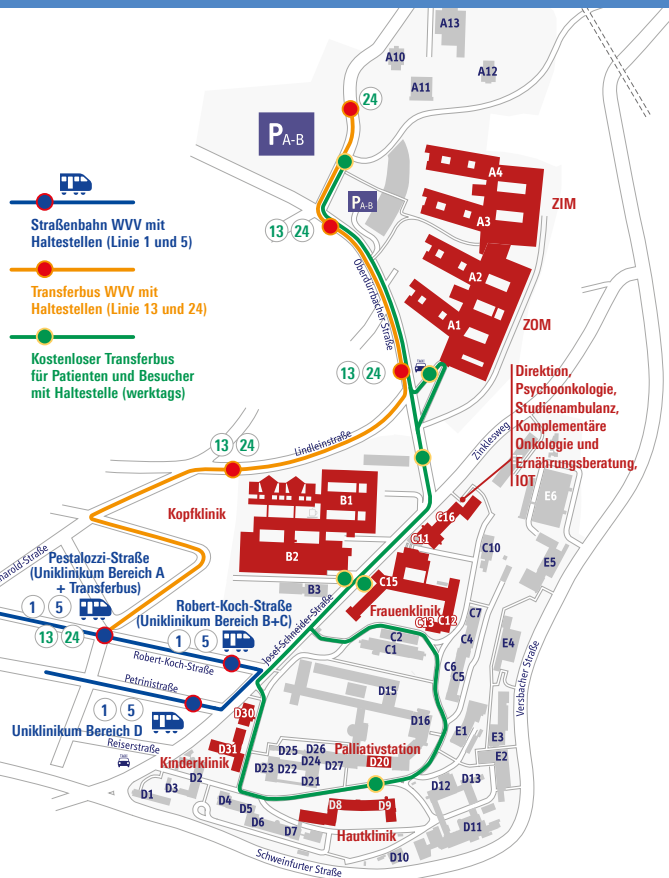 A13
A10
A12
A11
24
P A-B
P A-B
A4
A3
ZIM
A2
A1
ZOM
13 24
Oberdürrbacher Straße
Straßenbahn WVV mit
Haltestellen (Linie 1 und 5)
Transferbus WVV mit
Haltestellen (Linie 13 und 24)
Kostenloser Transferbus
für Patienten und Besucher
mit Haltestelle (werktags)
TAXI
13 24
Direktion,
Psychoonkologie,
Studienambulanz,
Komplementäre
Onkologie und
Ernährungsberatung,
IOT
13 24
Lindleinstraße
Zinklesweg
E6
Kopfklinik
B1
B2
B3
C16
C11
C10
E5
C15
Frauenklinik
C13
C12
C7
C4
E4
C6
C5
C2
C1
harold-Straße
Pestalozzi-Straße
(Uniklinikum Bereich A
+ Transferbus)
1 5
13 24
Robert-Koch-Straße
(Uniklinikum Bereich B+C)
1 5
Josef-Schneider-Straße
Robert-Koch-Straße
Petrinistraße
1 5
Uniklinikum Bereich D
Reiserstraße
TAXI
Versbacher Straße
D15
D16
D30
D31
Kinderklinik
Palliativstation
D20
D25
D26
D24
D23
D22
D27
D21
E1
E3
E2
D13
D12
D11
D10
D1
D3
D2
D4
D5
D6
D7
D8
D9
Hautklinik
Schweinfurter Straße